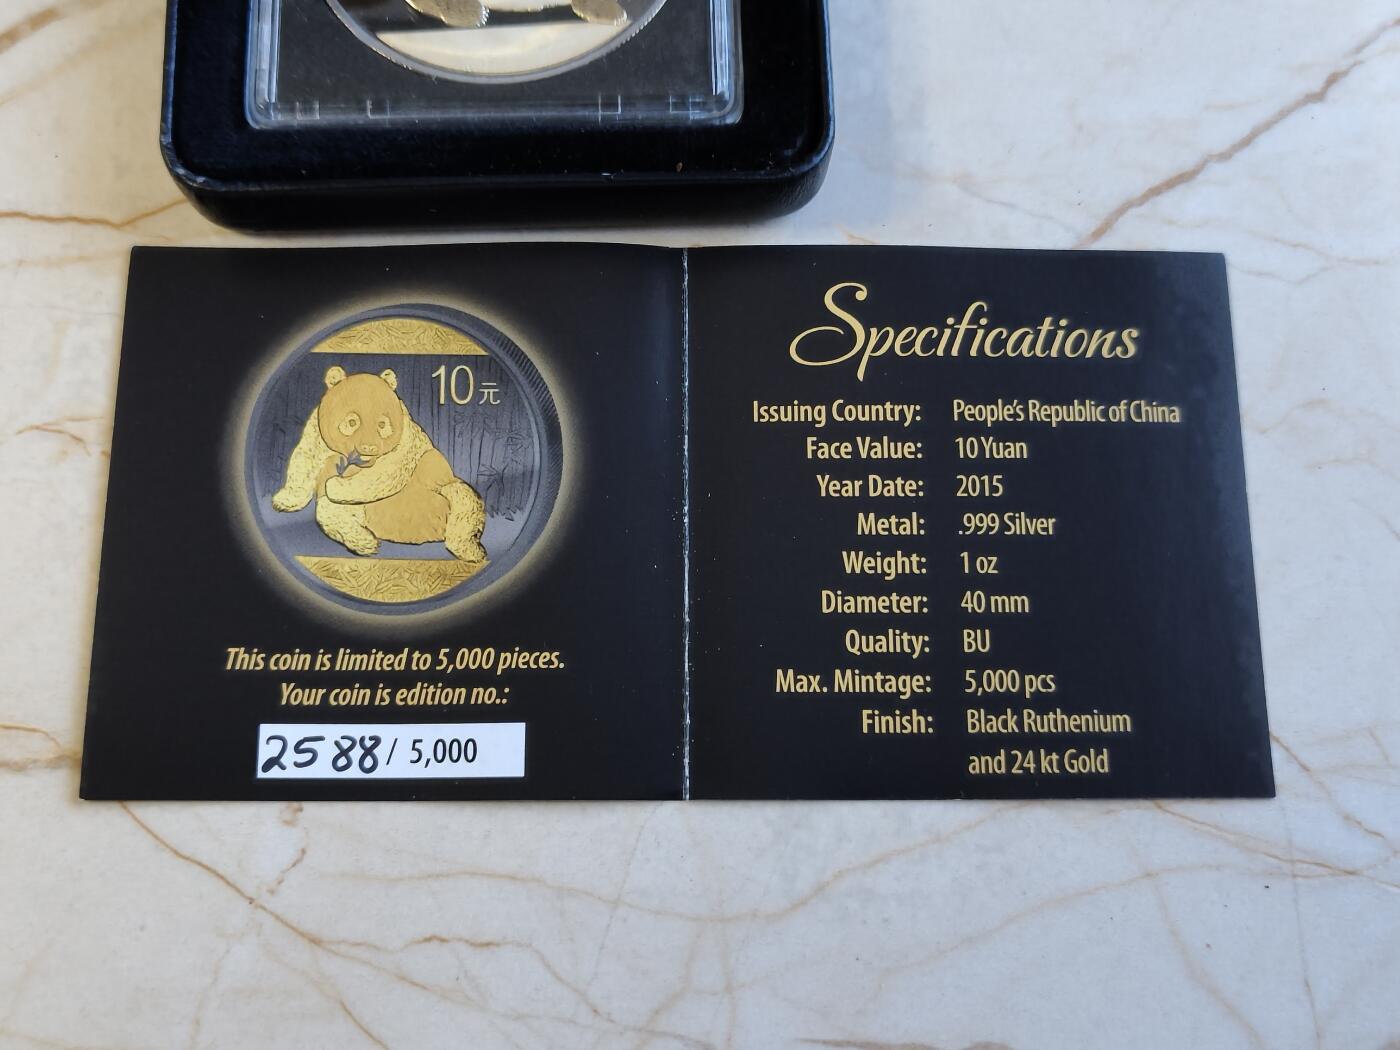 10元
This coin is limited to 5,000 pieces.
Your coin is edition no.:
2588 / 5,000
Specifications
Issuing Country: People's Republic of China
Face Value: 10 Yuan
Year Date: 2015
Metal: .999 Silver
Weight: 1 oz
Diameter: 40 mm
Quality: BU
Max. Mintage: 5,000 pcs
Finish: Black Ruthenium
and 24 kt Gold